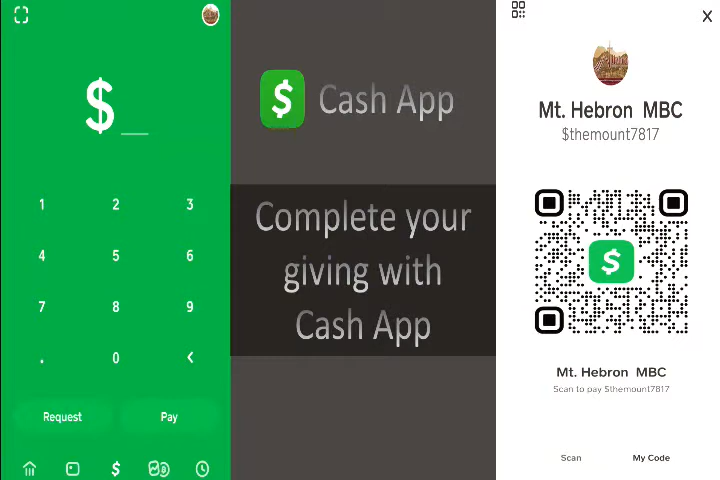 $_
1 2 3
4 5 6
7 8 9
. 0 <
Request Pay
$
$ Cash App
Complete your
giving with
Cash App
X
Mt. Hebron MBC
$themount7817
$
Mt. Hebron MBC
Scan to pay $themount7817
Scan My Code